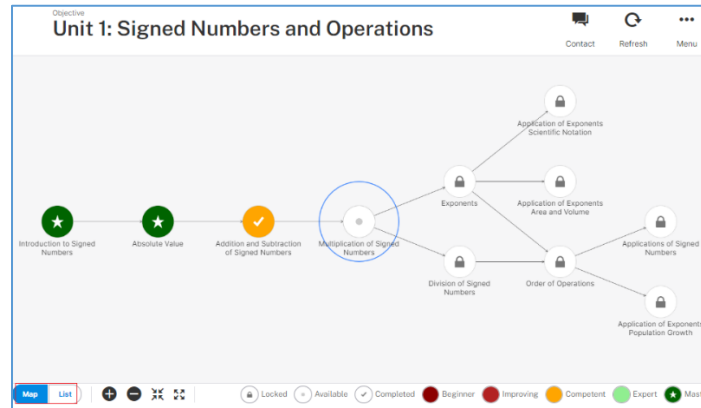 Objective
Unit 1: Signed Numbers and Operations
Contact
Refresh
Menu
Application of Exponents
Scientific Notation
Exponents
Application of Exponents
Area and Volume
Introduction to Signed
Numbers
Absolute Value
Addition and Subtraction
of Signed Numbers
Multiplication of Signed
Numbers
Applications of Signed
Numbers
Division of Signed
Numbers
Order of Operations
Application of Exponents
Population Growth
Map
List
Locked
Available
Completed
Beginner
Improving
Competent
Expert
Mast